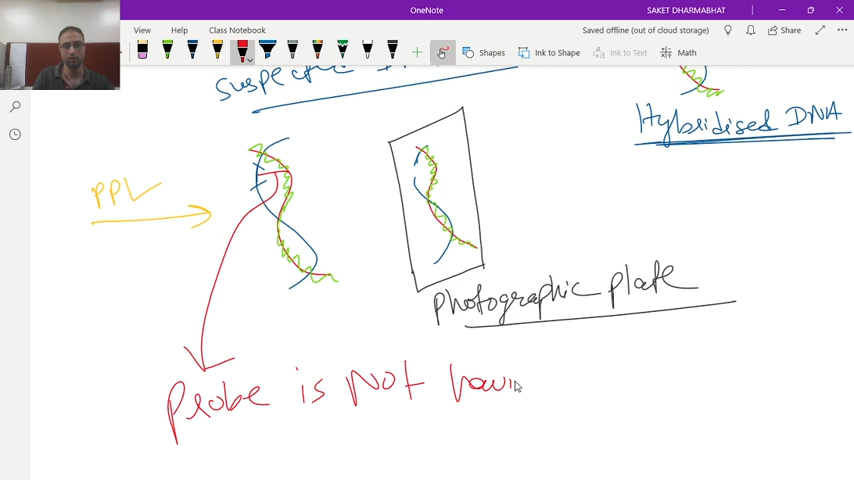 OneNote
SAKET DHARMABHAT
View Help Class Notebook
Saved offline (out of cloud storage)
Share
Shapes
Ink to Shape
Ink to Text
Math
suspected
Hybridised DNA
PPL
photographic plate
Probe is Not havi